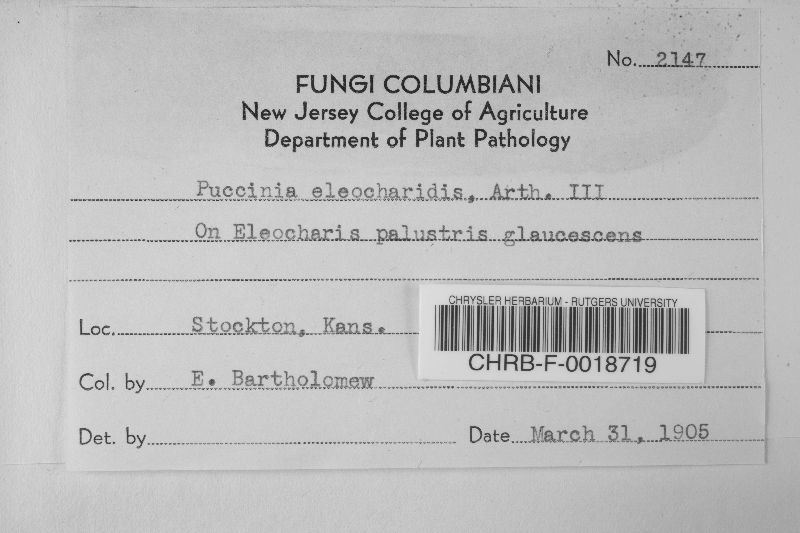 No. 2147
FUNGI COLUMBIANI
New Jersey College of Agriculture
Department of Plant Pathology
Puccinia eleocharidis, Arth. III
On Eleocharis palustris glaucescens
Loc. Stockton, Kans.
CHRYSLER HERBARIUM - RUTGERS UNIVERSITY
CHRB-F-0018719
Col. by E. Bartholomew
Det. by
Date March 31, 1905